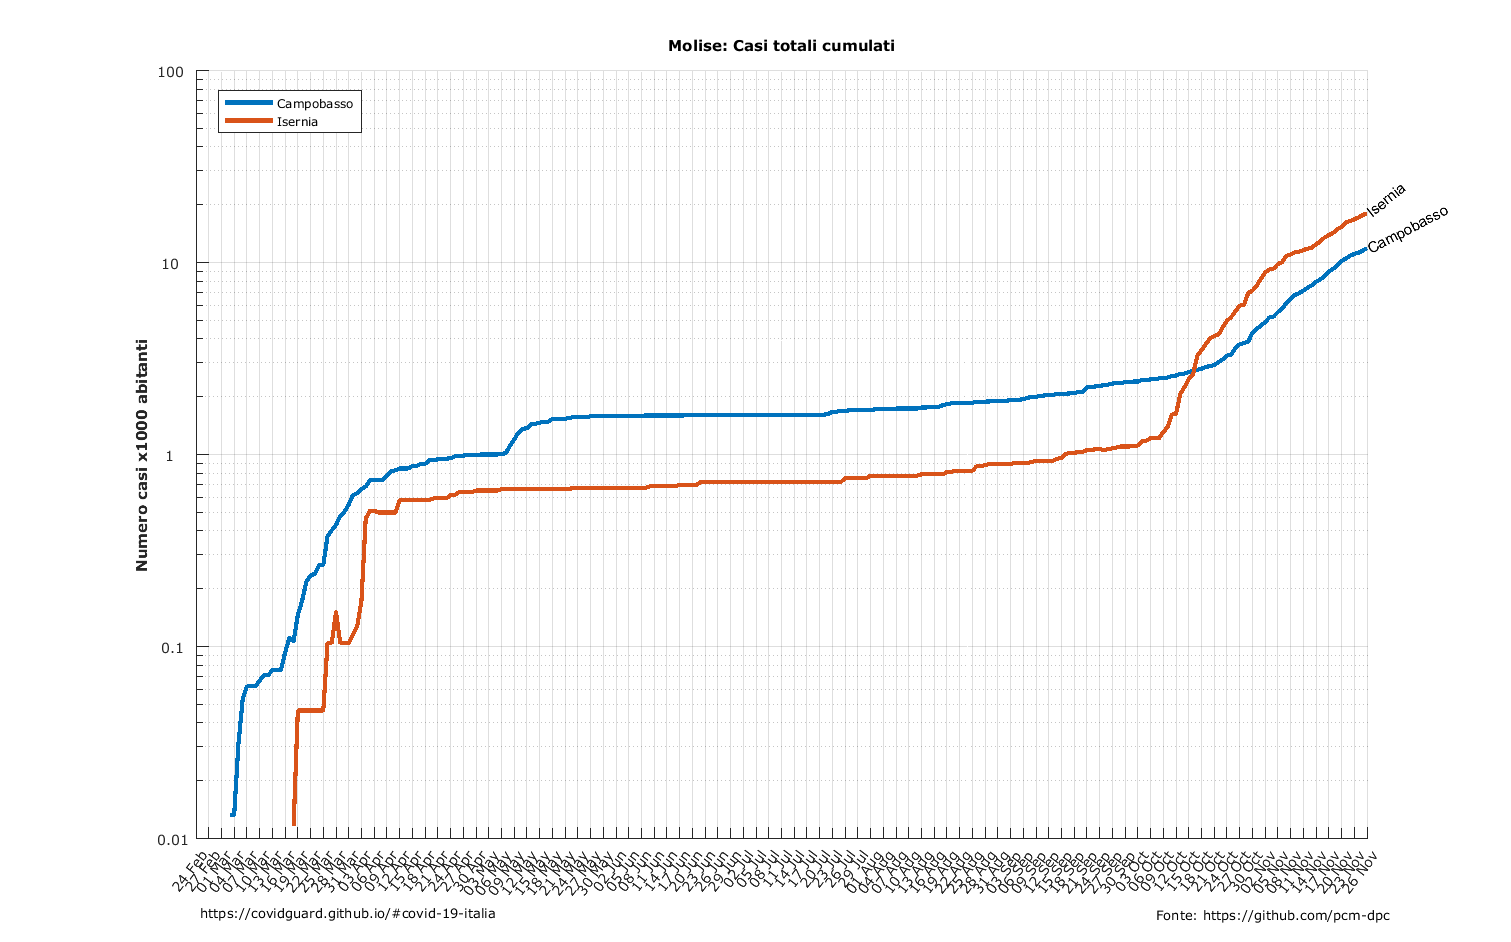 Molise: Casi totali cumulati
100
10
1
0.1
0.01
Numero casi x1000 abitanti
Campobasso
Isernia
Isernia
Campobasso
24 Feb
27 Feb
01 Mar
04 Mar
07 Mar
10 Mar
13 Mar
16 Mar
19 Mar
22 Mar
25 Mar
28 Mar
31 Mar
03 Apr
06 Apr
09 Apr
12 Apr
15 Apr
18 Apr
21 Apr
24 Apr
27 Apr
30 Apr
03 May
06 May
09 May
12 May
15 May
18 May
21 May
24 May
27 May
30 May
02 Jun
05 Jun
08 Jun
11 Jun
14 Jun
17 Jun
20 Jun
23 Jun
26 Jun
29 Jun
02 Jul
05 Jul
08 Jul
11 Jul
14 Jul
17 Jul
20 Jul
23 Jul
26 Jul
29 Jul
01 Aug
04 Aug
07 Aug
10 Aug
13 Aug
16 Aug
19 Aug
22 Aug
25 Aug
28 Aug
31 Aug
03 Sep
06 Sep
09 Sep
12 Sep
15 Sep
18 Sep
21 Sep
24 Sep
27 Sep
30 Sep
03 Oct
06 Oct
09 Oct
12 Oct
15 Oct
18 Oct
21 Oct
24 Oct
27 Oct
30 Oct
02 Nov
05 Nov
08 Nov
11 Nov
14 Nov
17 Nov
20 Nov
23 Nov
26 Nov
https://covidguard.github.io/#covid-19-italia
Fonte: https://github.com/pcm-dpc